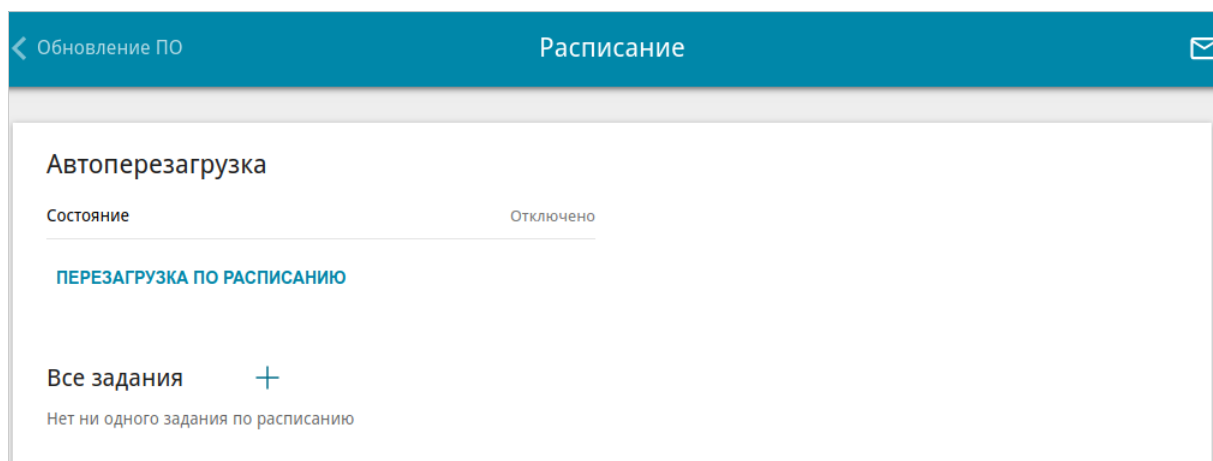 Обновление ПО
Расписание
Автоперезагрузка
Состояние
Отключено
ПЕРЕЗАГРУЗКА ПО РАСПИСАНИЮ
Все задания
Нет ни одного задания по расписанию